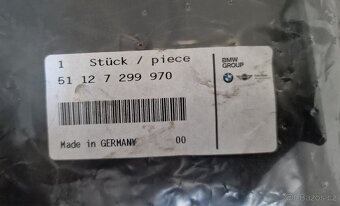 1 Stück / piece
51 12 7 299 970
BMW
GROUP
Made in GERMANY 00